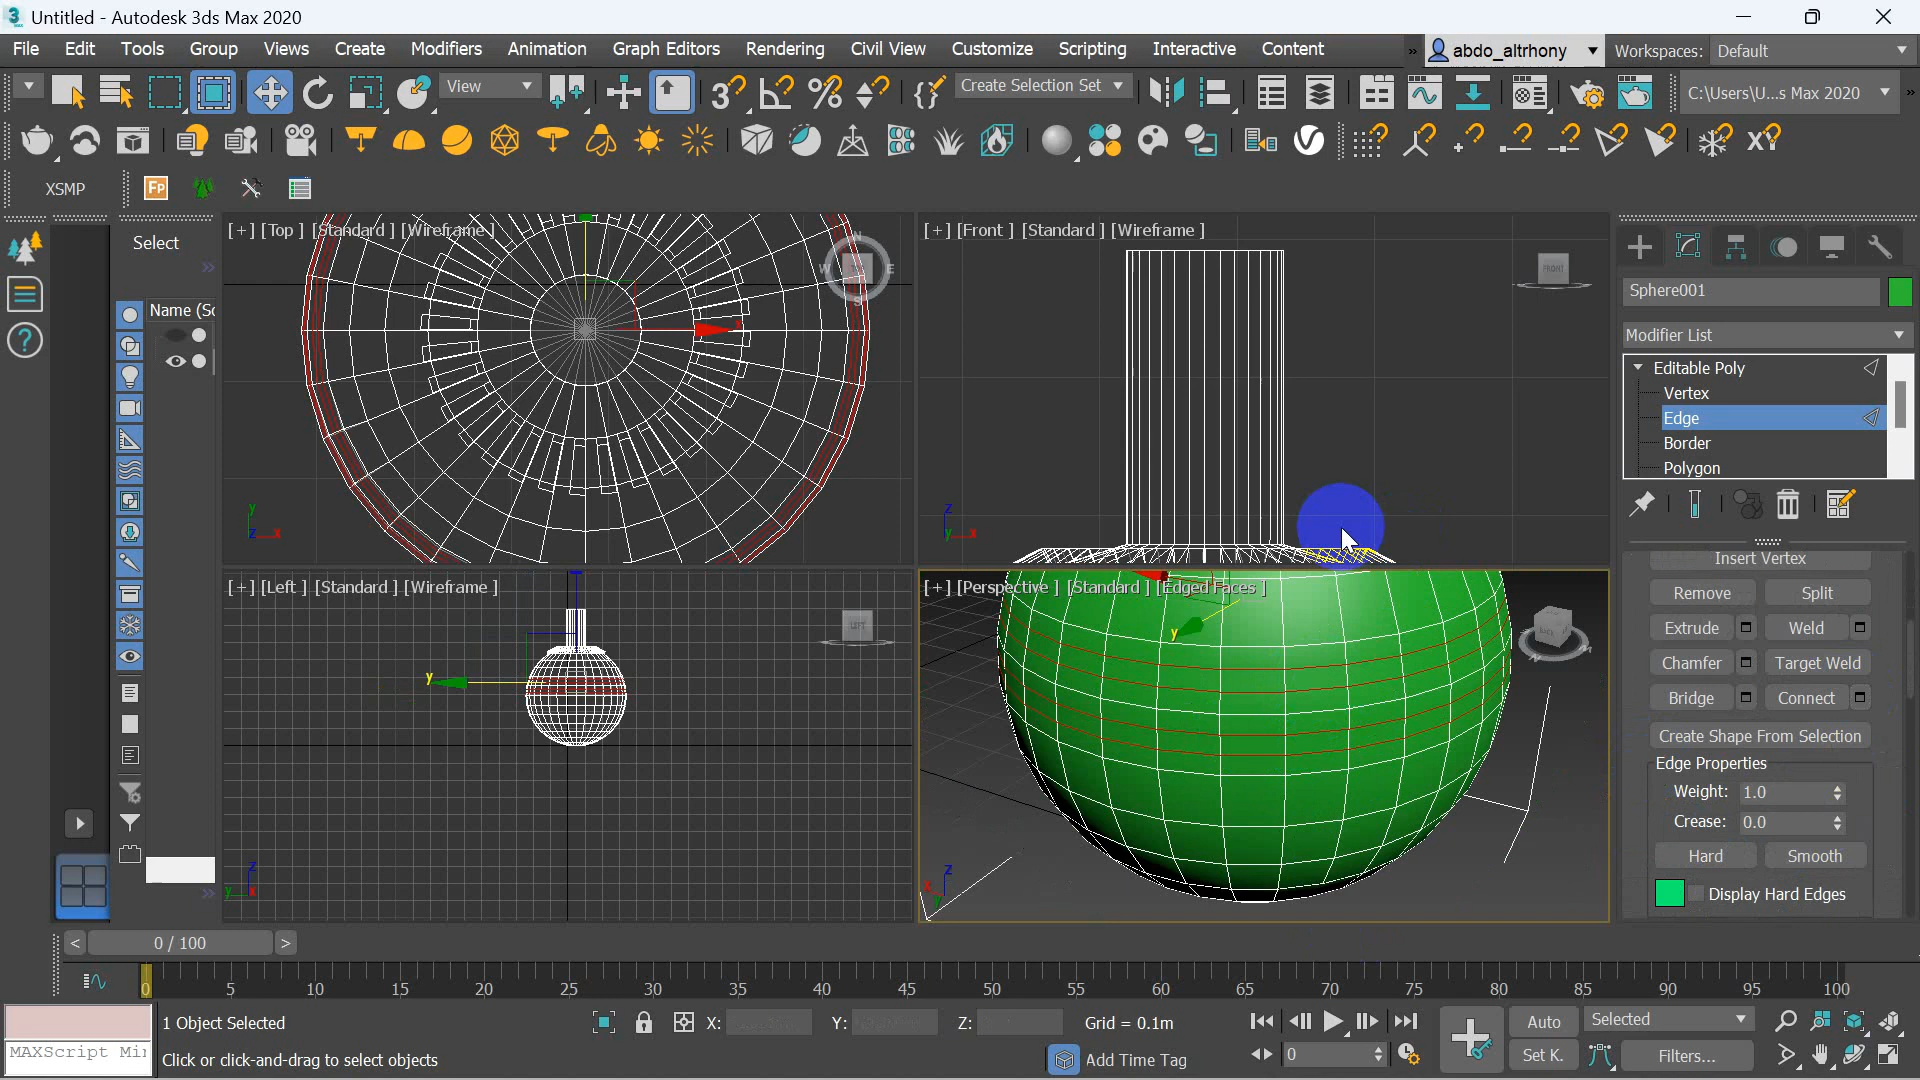 Untitled - Autodesk 3ds Max 2020
File Edit Tools Group Views Create Modifiers Animation Graph Editors Rendering Civil View Customize Scripting Interactive Content
abdo_altrhony Workspaces: Default
View Create Selection Set C:\Users\U...s Max 2020
XSMP
Select
Name (Sc
[+] [Top ] [Standard ] [Wireframe ]
[+] [Front ] [Standard ] [Wireframe ]
[+] [Left ] [Standard ] [Wireframe ]
[+] [Perspective ] [Standard ] [Edged Faces ]
N
W
E
S
FRONT
LEFT
Sphere001
Modifier List
Editable Poly
Vertex
Edge
Border
Polygon
Insert Vertex
Remove Split
Extrude Weld
Chamfer Target Weld
Bridge Connect
Create Shape From Selection
Edge Properties
Weight: 1.0
Crease: 0.0
Hard Smooth
Display Hard Edges
< 0 / 100 >
0 5 10 15 20 25 30 35 40 45 50 55 60 65 70 75 80 85 90 95 100
1 Object Selected
X: Y: Z: Grid = 0.1m
Auto Selected
MAXScript Mi
Click or click-and-drag to select objects
Add Time Tag
0
Set K. Filters...